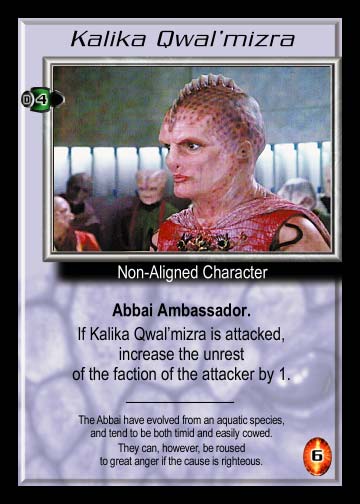 Kalika Qwal'mizra
0 4
Non-Aligned Character
Abbai Ambassador.
If Kalika Qwal'mizra is attacked,
increase the unrest
of the faction of the attacker by 1.
The Abbai have evolved from an aquatic species,
and tend to be both timid and easily cowed.
They can, however, be roused
to great anger if the cause is righteous.
6